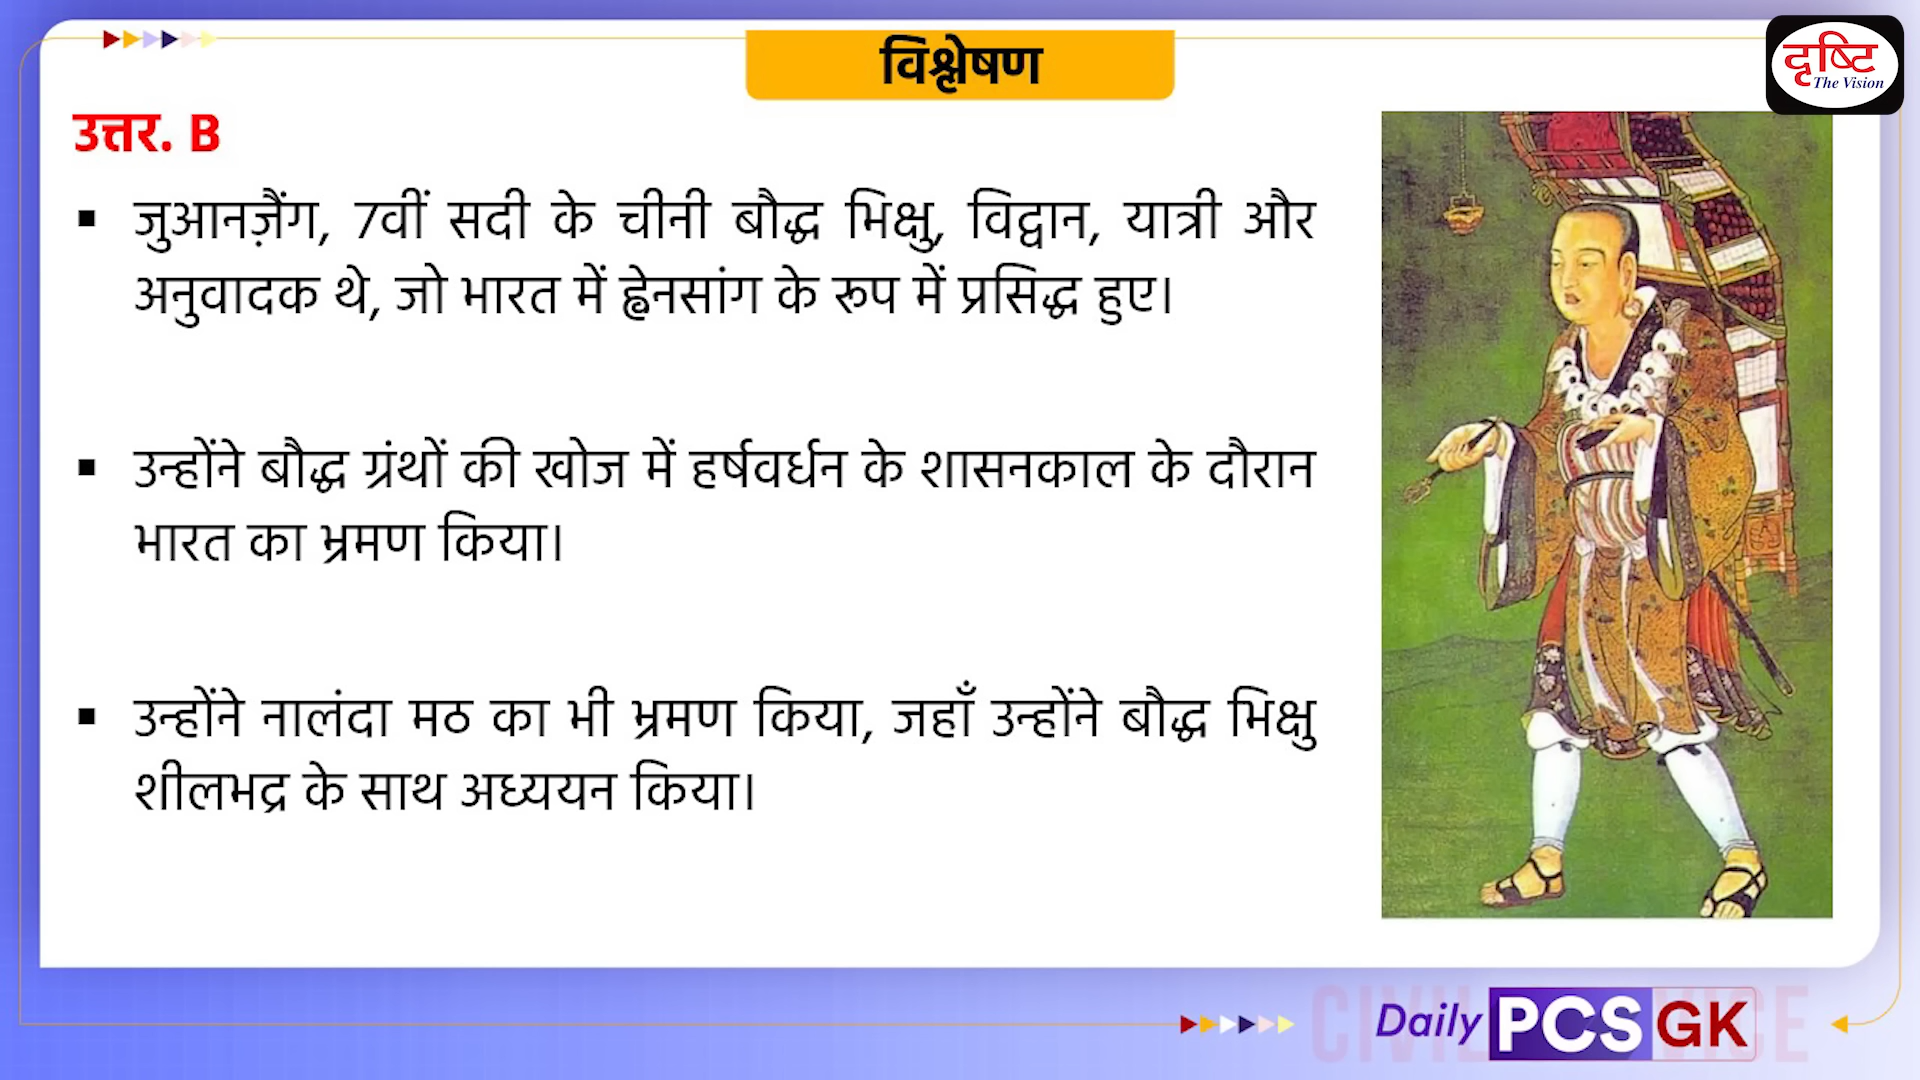 विश्लेषण
दृष्टि
The Vision
उत्तर. B
▪ जुआनज़ैंग, 7वीं सदी के चीनी बौद्ध भिक्षु, विद्वान, यात्री और
अनुवादक थे, जो भारत में ह्वेनसांग के रूप में प्रसिद्ध हुए।
▪ उन्होंने बौद्ध ग्रंथों की खोज में हर्षवर्धन के शासनकाल के दौरान
भारत का भ्रमण किया।
▪ उन्होंने नालंदा मठ का भी भ्रमण किया, जहाँ उन्होंने बौद्ध भिक्षु
शीलभद्र के साथ अध्ययन किया।
Daily PCS GK